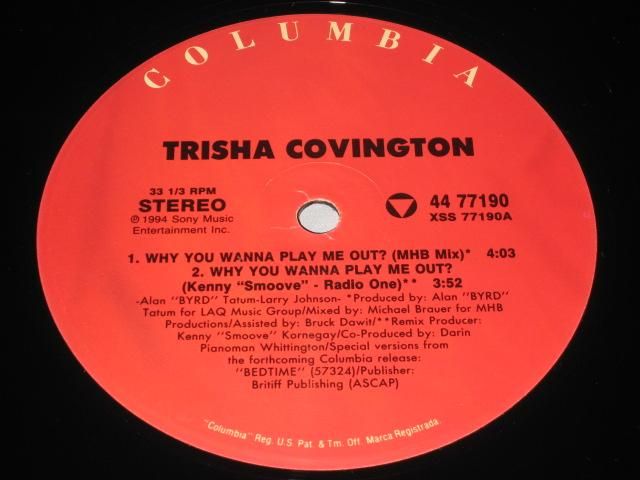 COLUMBIA
TRISHA COVINGTON
33 1/3 RPM
STEREO
℗ 1994 Sony Music
Entertainment Inc.
44 77190
XSS 77190A
1. WHY YOU WANNA PLAY ME OUT? (MHB Mix)* 4:03
2. WHY YOU WANNA PLAY ME OUT?
(Kenny "Smoove" - Radio One)** 3:52
-Alan "BYRD" Tatum-Larry Johnson- *Produced by: Alan "BYRD"
Tatum for LAQ Music Group/Mixed by: Michael Brauer for MHB
Productions/Assisted by: Bruck Dawit/**Remix Producer:
Kenny "Smoove" Kornegay/Co-Produced by: Darin
Pianoman Whittington/Special versions from
the forthcoming Columbia release:
"BEDTIME" (57324)/Publisher:
Britiff Publishing (ASCAP)
"Columbia" Reg. U.S. Pat. & Tm. Off. Marca Registrada.